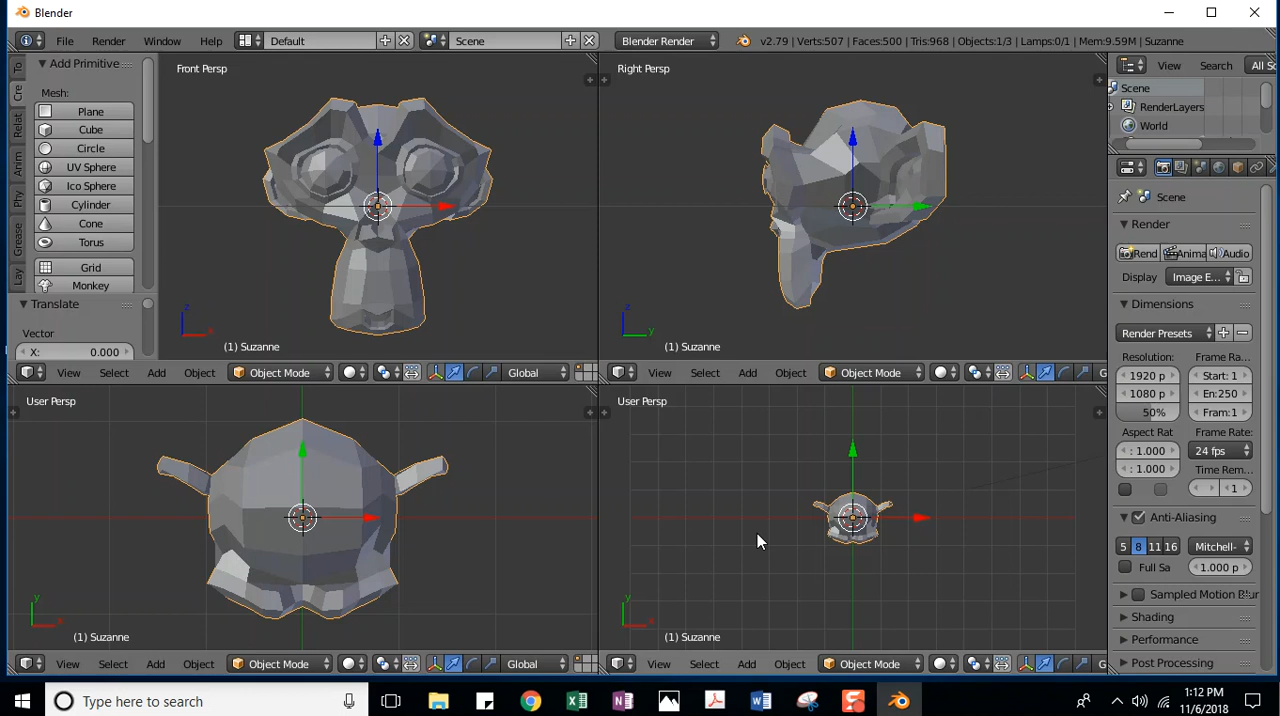 Blender
File Render Window Help Default Scene Blender Render v2.79 | Verts:507 | Faces:500 | Tris:968 | Objects:1/3 | Lamps:0/1 | Mem:9.59M | Suzanne
To
Cre
Relat
Anim
Phy
Grease
Lay
Add Primitive
Mesh:
Plane
Cube
Circle
UV Sphere
Ico Sphere
Cylinder
Cone
Torus
Grid
Monkey
Translate
Vector
X: 0.000
Front Persp
z
x
(1) Suzanne
View Select Add Object Object Mode Global
Right Persp
z
y
(1) Suzanne
View Select Add Object Object Mode G
User Persp
y
x
(1) Suzanne
View Select Add Object Object Mode Global
User Persp
y
x
(1) Suzanne
View Select Add Object Object Mode G
View Search All S
Scene
RenderLayers
World
Scene
Render
Rend Anima Audio
Display Image E...
Dimensions
Render Presets
Resolution: Frame Ra...
1920 p Start: 1
1080 p En:250
50% Fram:1
Aspect Rat Frame Rate:
: 1.000 24 fps
: 1.000 Time Rem...
1
Anti-Aliasing
5 8 11 16 Mitchell-
Full Sa 1.000 p
Sampled Motion Blur
Shading
Performance
Post Processing
Type here to search
1:12 PM
11/6/2018